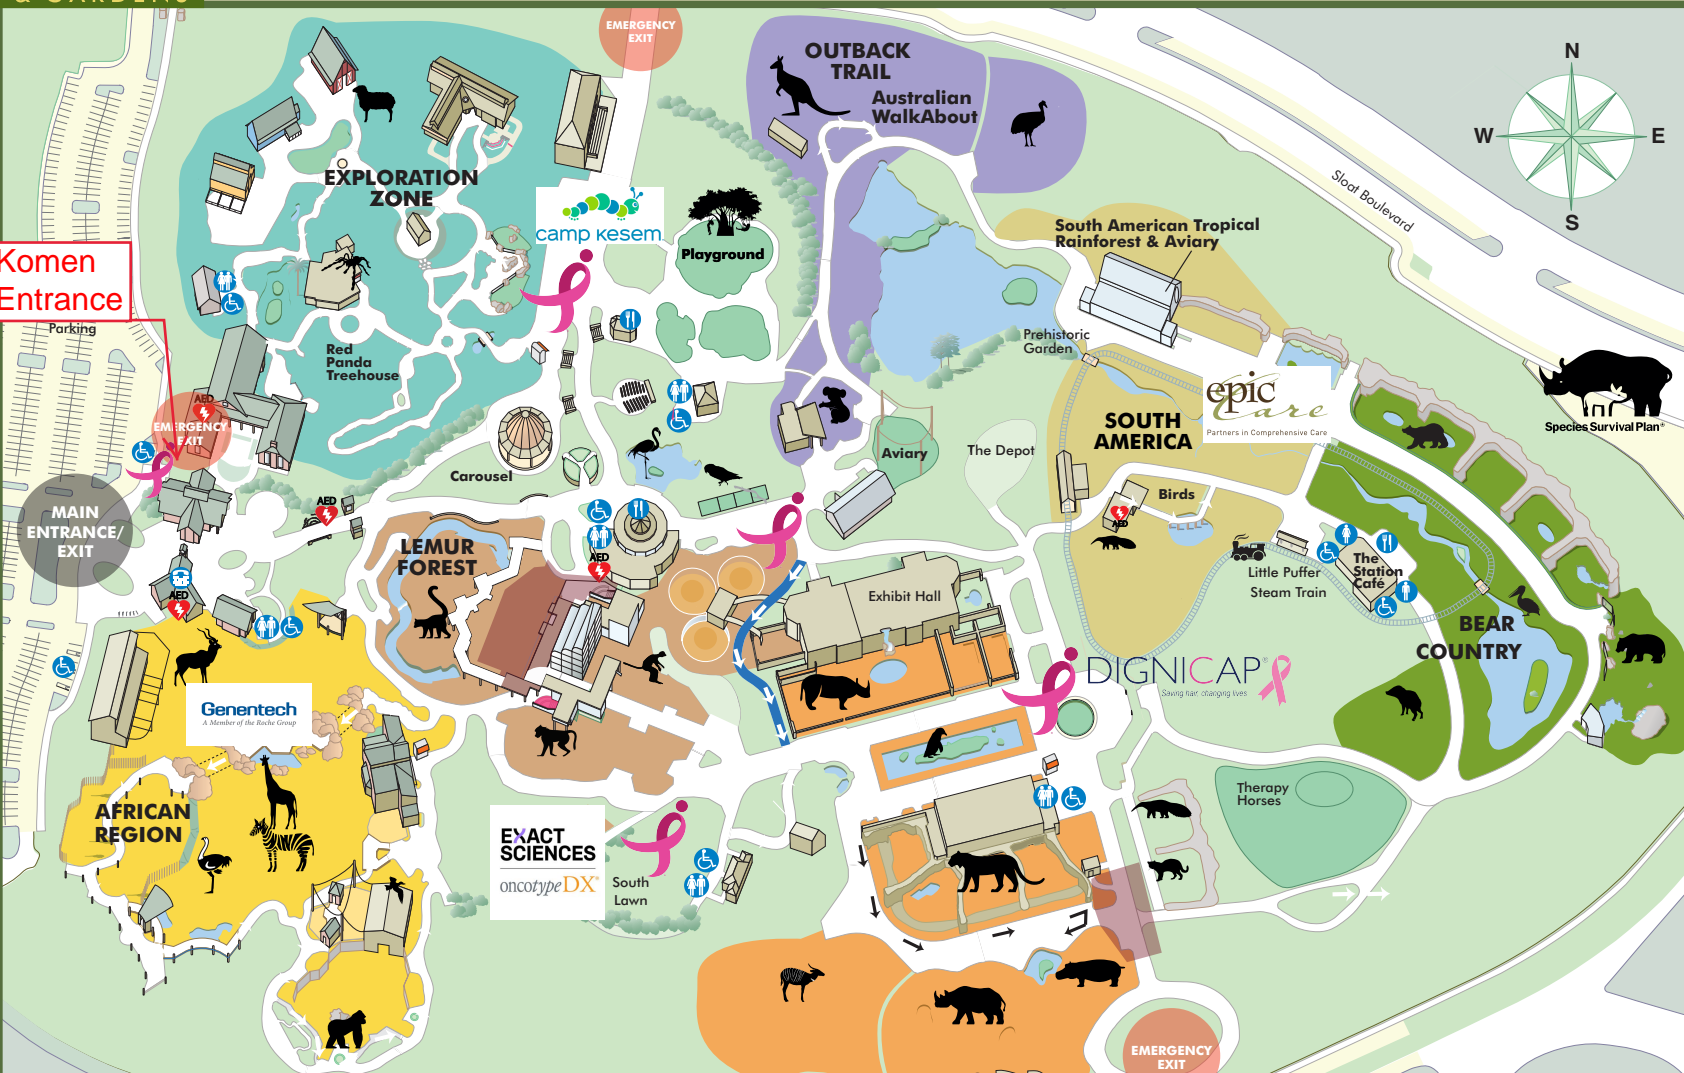 & GARDENS
EMERGENCY
EXIT
OUTBACK
TRAIL
Australian
WalkAbout
N
W
E
S
Sloat Boulevard
EXPLORATION
ZONE
camp kesem
Playground
South American Tropical
Rainforest & Aviary
Komen
Entrance
Parking
Red
Panda
Treehouse
Prehistoric
Garden
epic
care
Partners in Comprehensive Care
SOUTH
AMERICA
Species Survival Plan®
AED
EMERGENCY
EXIT
Carousel
Aviary
The Depot
Birds
AED
MAIN
ENTRANCE/
EXIT
AED
LEMUR
FOREST
AED
Exhibit Hall
Little Puffer
Steam Train
The
Station
Café
BEAR
COUNTRY
AED
DIGNICAP®
Saving hair, changing lives
Genentech
A Member of the Roche Group
AFRICAN
REGION
EXACT
SCIENCES
oncotype DX®
South
Lawn
Therapy
Horses
EMERGENCY
EXIT